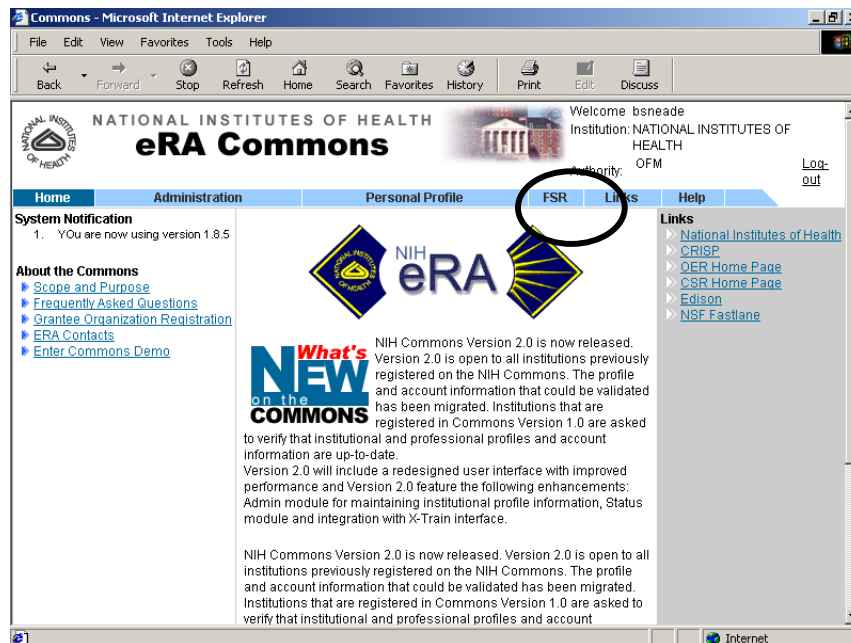 Commons - Microsoft Internet Explorer
File Edit View Favorites Tools Help
Back Forward Stop Refresh Home Search Favorites History Print Edit Discuss
NATIONAL INSTITUTES OF HEALTH
eRA Commons
NATIONAL INSTITUTES OF HEALTH
Welcome bsneade
Institution: NATIONAL INSTITUTES OF
HEALTH
Authority: OFM
Log-
out
Home Administration Personal Profile FSR Links Help
System Notification
1. YOu are now using version 1.8.5
About the Commons
Scope and Purpose
Frequently Asked Questions
Grantee Organization Registration
ERA Contacts
Enter Commons Demo
NIH
eRA
What's
NEW
on the
COMMONS
NIH Commons Version 2.0 is now released.
Version 2.0 is open to all institutions previously
registered on the NIH Commons. The profile
and account information that could be validated
has been migrated. Institutions that are
registered in Commons Version 1.0 are asked
to verify that institutional and professional profiles and account
information are up-to-date.
Version 2.0 will include a redesigned user interface with improved
performance and Version 2.0 feature the following enhancements:
Admin module for maintaining institutional profile information, Status
module and integration with X-Train interface.
NIH Commons Version 2.0 is now released. Version 2.0 is open to all
institutions previously registered on the NIH Commons. The profile
and account information that could be validated has been migrated.
Institutions that are registered in Commons Version 1.0 are asked to
verify that institutional and professional profiles and account
Links
National Institutes of Health
CRISP
OER Home Page
CSR Home Page
Edison
NSF Fastlane
Internet